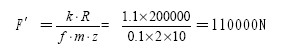 F′ = k·R / f·m·z = 1.1×200000 / 0.1×2×10 =110000N